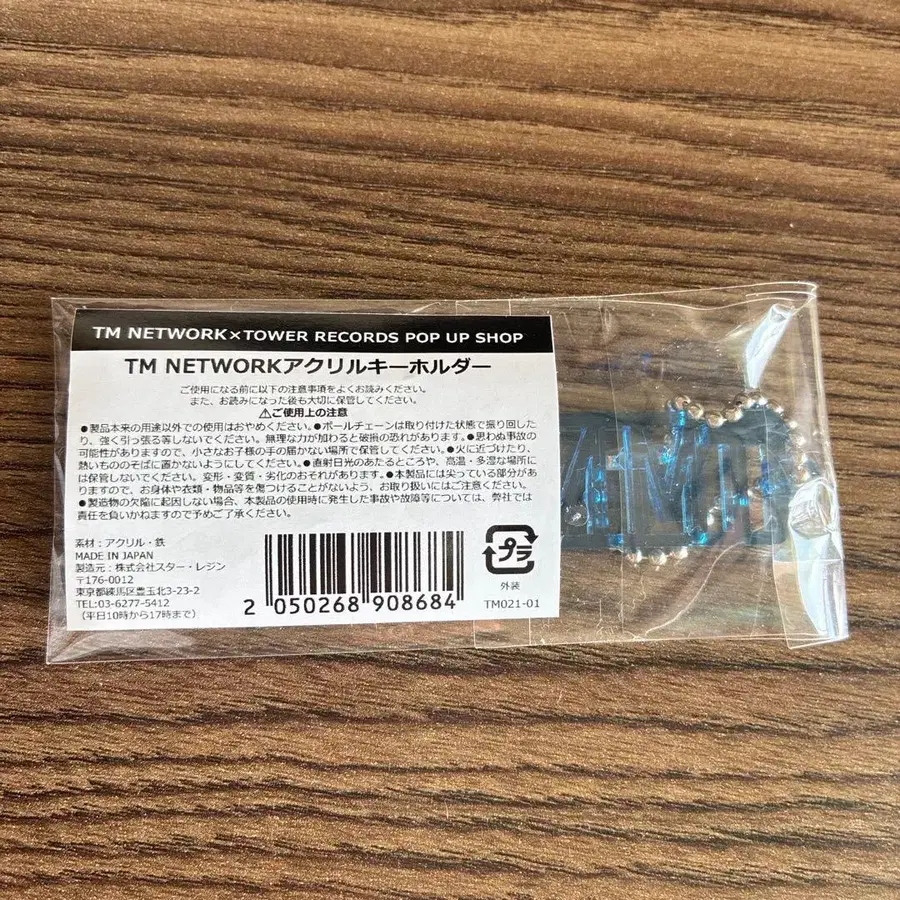 TM NETWORK×TOWER RECORDS POP UP SHOP
TM NETWORKアクリルキーホルダー
ご使用になる前に以下の注意事項をよくお読みください。
また、お読みになった後も大切に保管してください。
⚠ご使用上の注意
●製品本来の用途以外での使用はおやめください。●ボールチェーンは取り付けた状態で振り回した
り、強く引っ張る等しないでください。無理な力が加わると破損の恐れがあります。●思わぬ事故の
可能性がありますので、小さなお子様の手の届かない場所で保管してください。●火に近づけたり、
熱いもののそばに置かないようにしてください。●直射日光のあたるところや、高温・多湿な場所に
は保管しないでください。変形・変質・劣化のおそれがあります。●本製品には尖っている部分があ
りますので、お身体や衣類・物品等を傷つけることがないよう、お取り扱いにはご注意ください。
●製造物の欠陥に起因しない場合、本製品の使用時に発生した事故や故障等については、弊社では
責任を負いかねますので予めご了承ください。
素材：アクリル・鉄
MADE IN JAPAN
製造元：株式会社スター・レジン
〒176-0012
東京都練馬区豊玉北3-23-2
TEL:03-6277-5412
（平日10時から17時まで）
2 050268 908684
プラ
外装
TM021-01